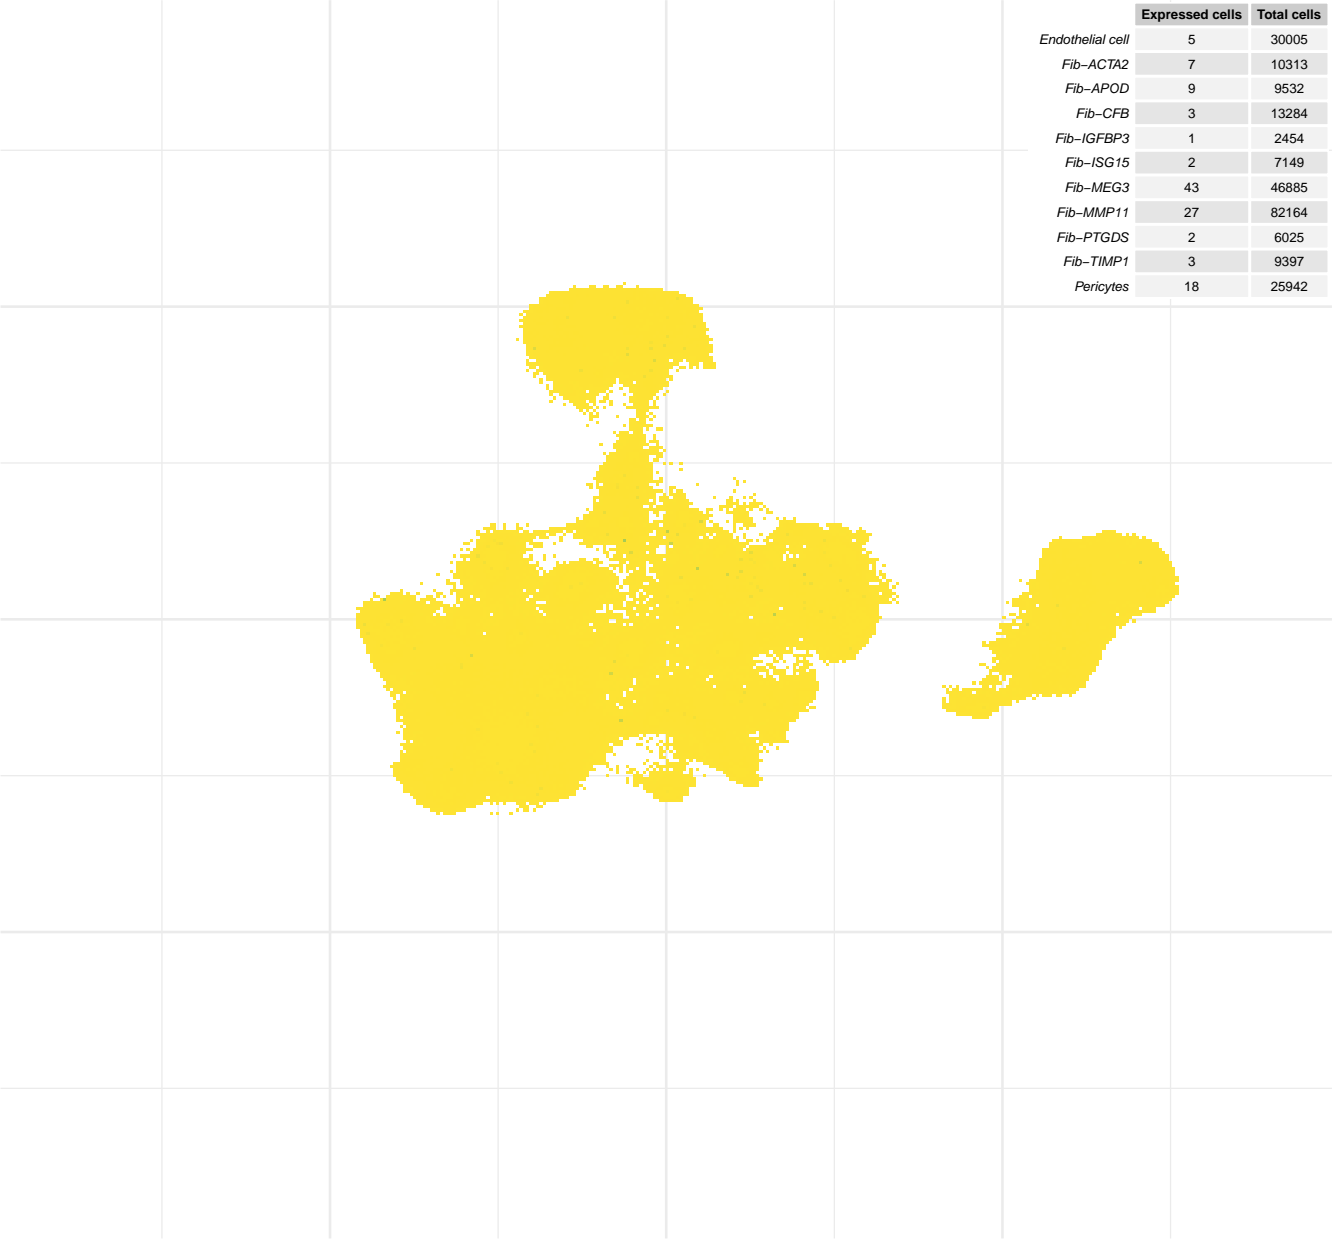 Expressed cells Total cells
Endothelial cell 5 30005
Fib−ACTA2 7 10313
Fib−APOD 9 9532
Fib−CFB 3 13284
Fib−IGFBP3 1 2454
Fib−ISG15 2 7149
Fib−MEG3 43 46885
Fib−MMP11 27 82164
Fib−PTGDS 2 6025
Fib−TIMP1 3 9397
Pericytes 18 25942